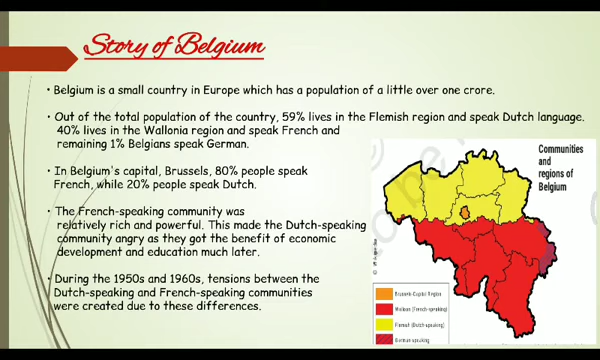 Story of Belgium
• Belgium is a small country in Europe which has a population of a little over one crore.
• Out of the total population of the country, 59% lives in the Flemish region and speak Dutch language.
40% lives in the Wallonia region and speak French and
remaining 1% Belgians speak German.
• In Belgium's capital, Brussels, 80% people speak
French, while 20% people speak Dutch.
• The French-speaking community was
relatively rich and powerful. This made the Dutch-speaking
community angry as they got the benefit of economic
development and education much later.
• During the 1950s and 1960s, tensions between the
Dutch-speaking and French-speaking communities
were created due to these differences.
Communities
and
regions of
Belgium
Brussels-Capital Region
Walloon (French-speaking)
Flemish (Dutch-speaking)
German-speaking